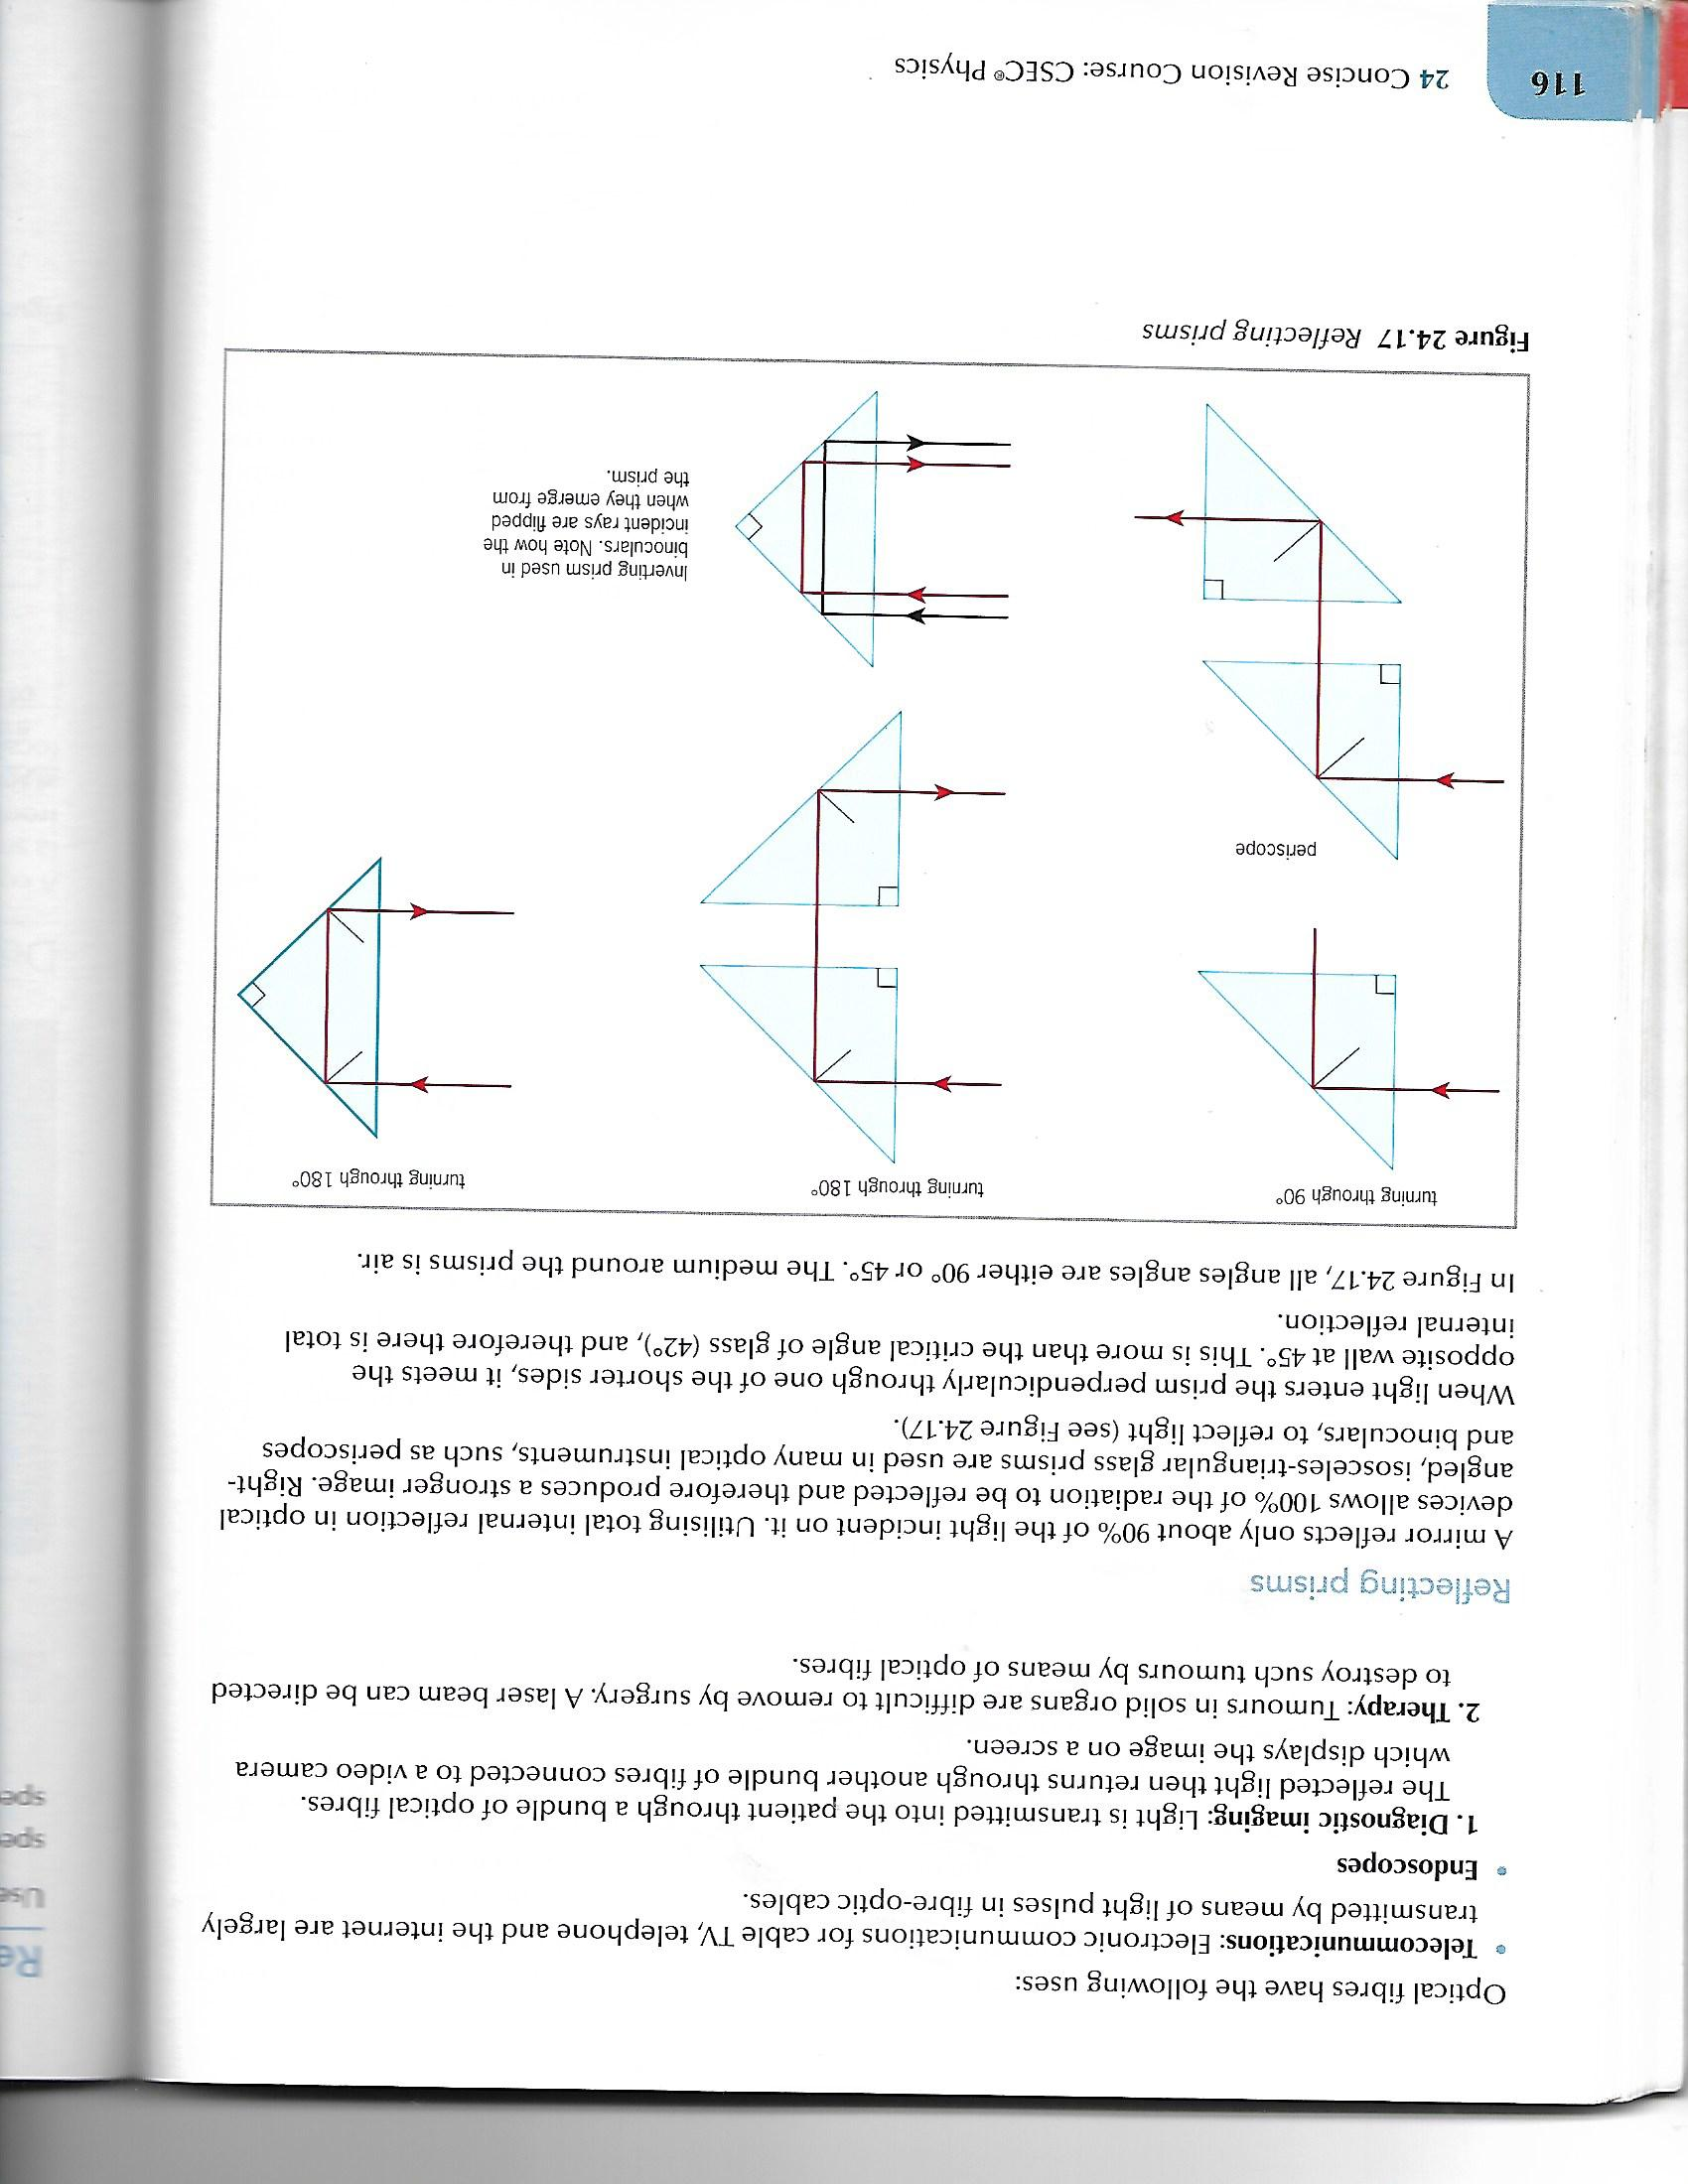 Optical fibres have the following uses:
• Telecommunications: Electronic communications for cable TV, telephone and the internet are largely
transmitted by means of light pulses in fibre-optic cables.
• Endoscopes
1. Diagnostic imaging: Light is transmitted into the patient through a bundle of optical fibres.
The reflected light then returns through another bundle of fibres connected to a video camera
which displays the image on a screen.
2. Therapy: Tumours in solid organs are difficult to remove by surgery. A laser beam can be directed
to destroy such tumours by means of optical fibres.
Reflecting prisms
A mirror reflects only about 90% of the light incident on it. Utilising total internal reflection in optical
devices allows 100% of the radiation to be reflected and therefore produces a stronger image. Right-
angled, isosceles-triangular glass prisms are used in many optical instruments, such as periscopes
and binoculars, to reflect light (see Figure 24.17).
When light enters the prism perpendicularly through one of the shorter sides, it meets the
opposite wall at 45°. This is more than the critical angle of glass (42°), and therefore there is total
internal reflection.
In Figure 24.17, all angles angles are either 90° or 45°. The medium around the prisms is air.
turning through 90°
turning through 180°
turning through 180°
periscope
Inverting prism used in
binoculars. Note how the
incident rays are flipped
when they emerge from
the prism.
Figure 24.17 Reflecting prisms
116
24 Concise Revision Course: CSEC® Physics
Re
Use
spe
spe